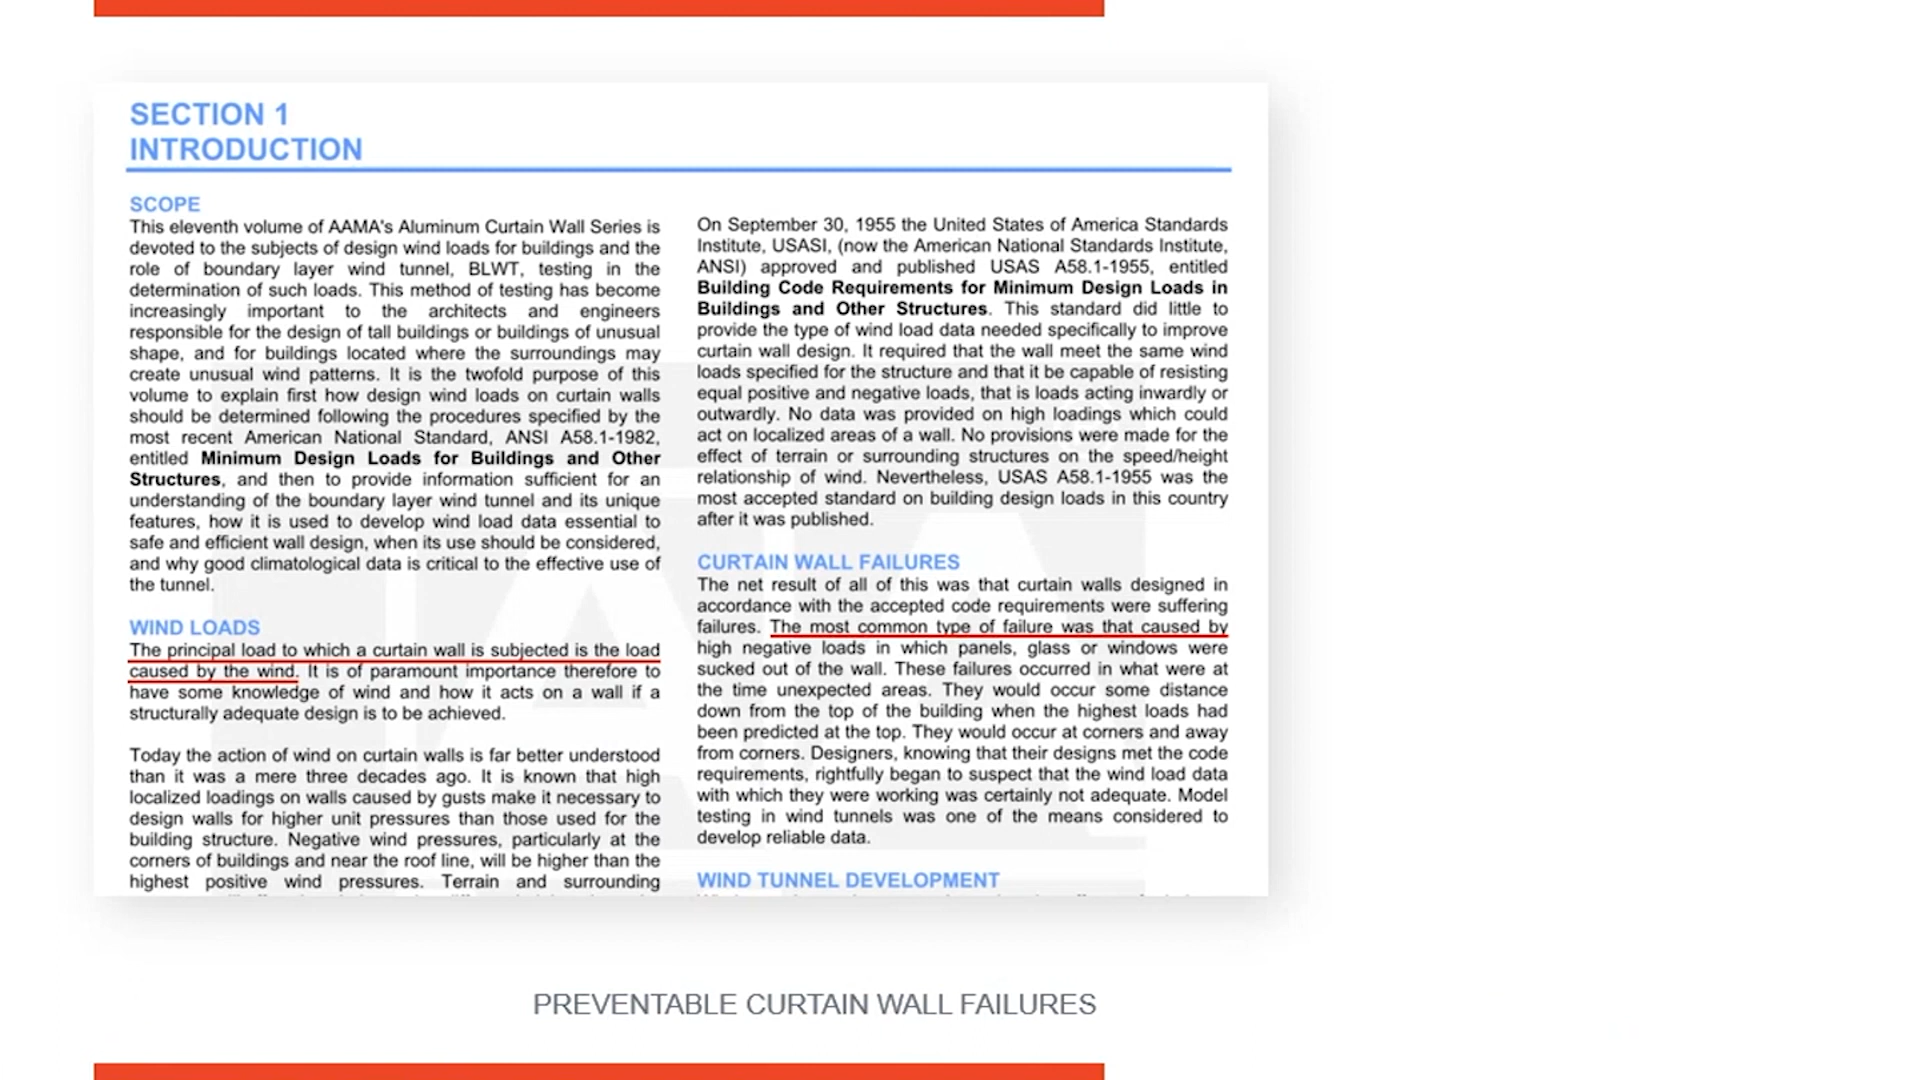 SECTION 1
INTRODUCTION
SCOPE
This eleventh volume of AAMA's Aluminum Curtain Wall Series is
devoted to the subjects of design wind loads for buildings and the
role of boundary layer wind tunnel, BLWT, testing in the
determination of such loads. This method of testing has become
increasingly important to the architects and engineers
responsible for the design of tall buildings or buildings of unusual
shape, and for buildings located where the surroundings may
create unusual wind patterns. It is the twofold purpose of this
volume to explain first how design wind loads on curtain walls
should be determined following the procedures specified by the
most recent American National Standard, ANSI A58.1-1982,
entitled Minimum Design Loads for Buildings and Other
Structures, and then to provide information sufficient for an
understanding of the boundary layer wind tunnel and its unique
features, how it is used to develop wind load data essential to
safe and efficient wall design, when its use should be considered,
and why good climatological data is critical to the effective use of
the tunnel.
WIND LOADS
The principal load to which a curtain wall is subjected is the load
caused by the wind. It is of paramount importance therefore to
have some knowledge of wind and how it acts on a wall if a
structurally adequate design is to be achieved.
Today the action of wind on curtain walls is far better understood
than it was a mere three decades ago. It is known that high
localized loadings on walls caused by gusts make it necessary to
design walls for higher unit pressures than those used for the
building structure. Negative wind pressures, particularly at the
corners of buildings and near the roof line, will be higher than the
highest positive wind pressures. Terrain and surrounding
On September 30, 1955 the United States of America Standards
Institute, USASI, (now the American National Standards Institute,
ANSI) approved and published USAS A58.1-1955, entitled
Building Code Requirements for Minimum Design Loads in
Buildings and Other Structures. This standard did little to
provide the type of wind load data needed specifically to improve
curtain wall design. It required that the wall meet the same wind
loads specified for the structure and that it be capable of resisting
equal positive and negative loads, that is loads acting inwardly or
outwardly. No data was provided on high loadings which could
act on localized areas of a wall. No provisions were made for the
effect of terrain or surrounding structures on the speed/height
relationship of wind. Nevertheless, USAS A58.1-1955 was the
most accepted standard on building design loads in this country
after it was published.
CURTAIN WALL FAILURES
The net result of all of this was that curtain walls designed in
accordance with the accepted code requirements were suffering
failures. The most common type of failure was that caused by
high negative loads in which panels, glass or windows were
sucked out of the wall. These failures occurred in what were at
the time unexpected areas. They would occur some distance
down from the top of the building when the highest loads had
been predicted at the top. They would occur at corners and away
from corners. Designers, knowing that their designs met the code
requirements, rightfully began to suspect that the wind load data
with which they were working was certainly not adequate. Model
testing in wind tunnels was one of the means considered to
develop reliable data.
WIND TUNNEL DEVELOPMENT
PREVENTABLE CURTAIN WALL FAILURES